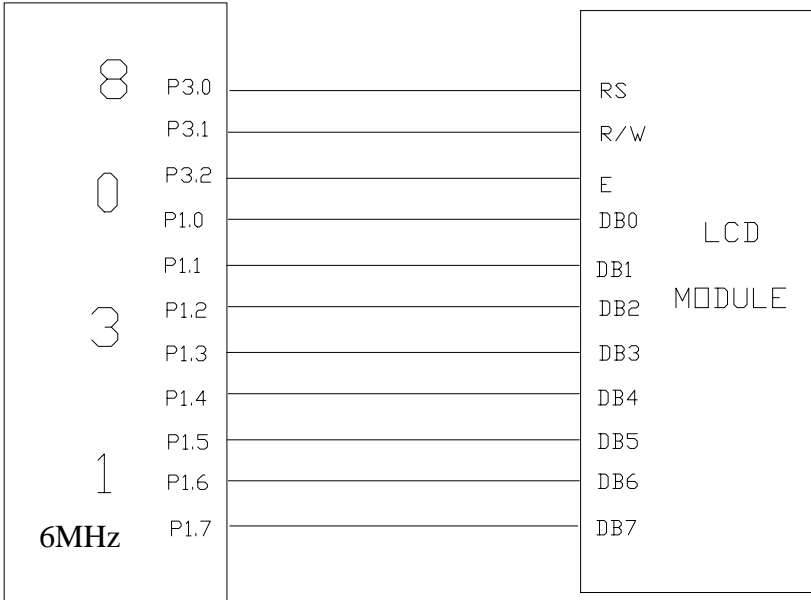 8
P3.0
RS
P3.1
R/W
P3.2
E
0
P1.0
DB0
LCD
P1.1
DB1
MODULE
P1.2
DB2
3
P1.3
DB3
P1.4
DB4
P1.5
DB5
1
P1.6
DB6
6MHz
P1.7
DB7